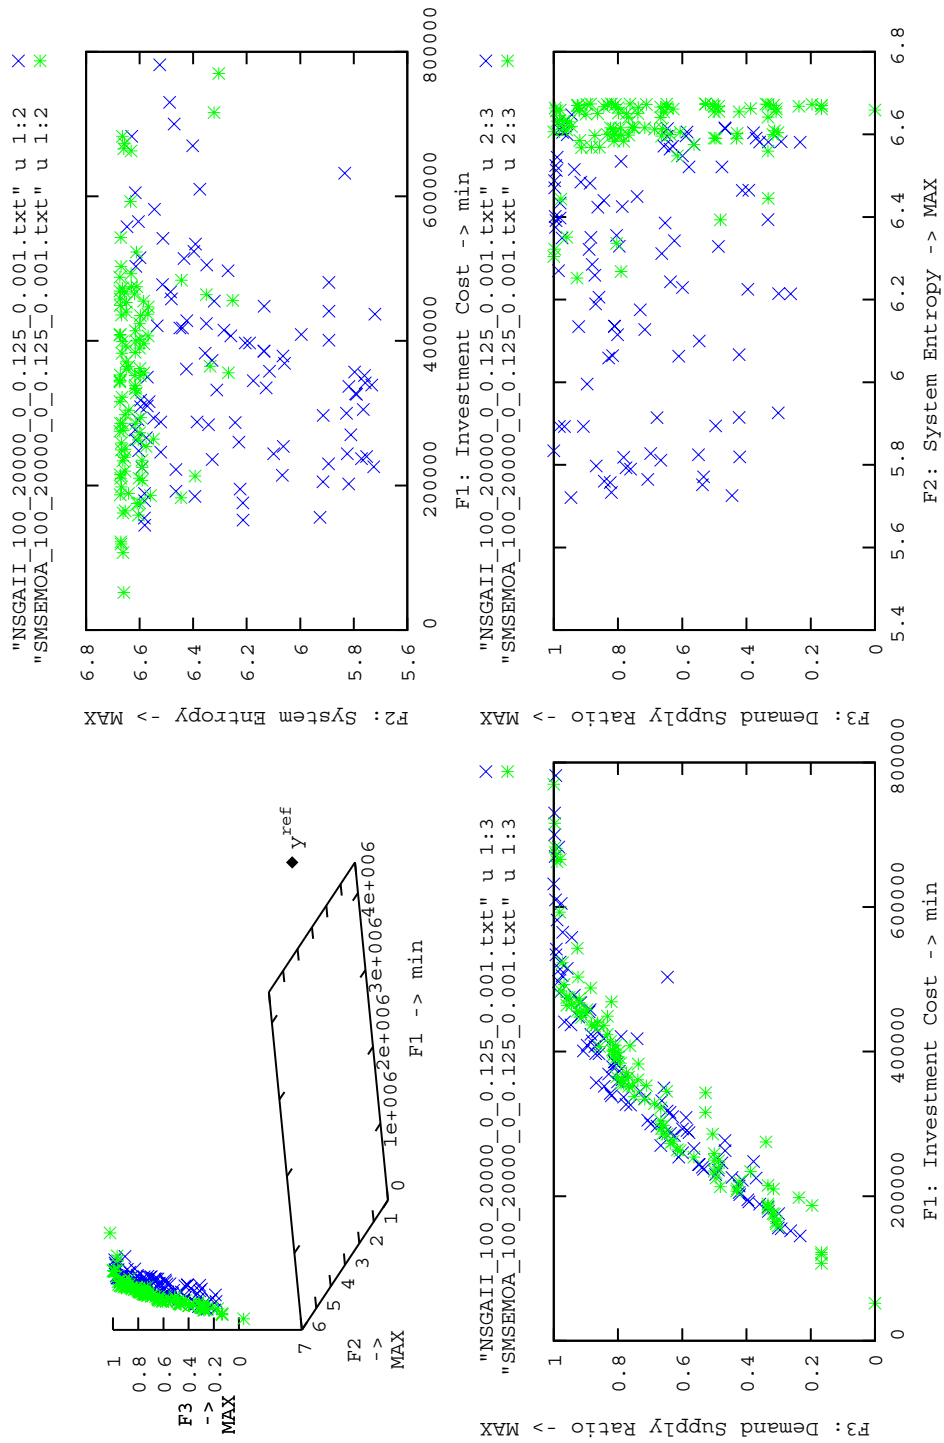 F3
->
MAX
1
0.8
0.6
0.4
0.2
0
7
6
5
4
3
2
1
0
F2
->
MAX
1e+006
2e+006
3e+006
4e+006
F1 -> min
y^ref
"NSGAII_100_20000_0_0.125_0.001.txt" u 1:2
"SMSEMOA_100_20000_0_0.125_0.001.txt" u 1:2
F2: System Entropy -> MAX
6.8
6.6
6.4
6.2
6
5.8
5.6
0
200000
400000
600000
800000
F1: Investment Cost -> min
"NSGAII_100_20000_0_0.125_0.001.txt" u 1:3
"SMSEMOA_100_20000_0_0.125_0.001.txt" u 1:3
F3: Demand Supply Ratio -> MAX
1
0.8
0.6
0.4
0.2
0
0
200000
400000
600000
800000
F1: Investment Cost -> min
"NSGAII_100_20000_0_0.125_0.001.txt" u 2:3
"SMSEMOA_100_20000_0_0.125_0.001.txt" u 2:3
F3: Demand Supply Ratio -> MAX
1
0.8
0.6
0.4
0.2
0
5.4
5.6
5.8
6
6.2
6.4
6.6
6.8
F2: System Entropy -> MAX